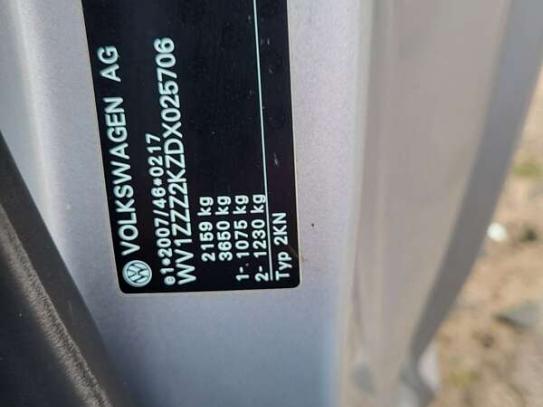 VOLKSWAGEN AG
e1*2007/46*0217
WV1ZZZ2KZDX025706
2159 kg
3650 kg
1- 1075 kg
2- 1230 kg
Typ 2KN